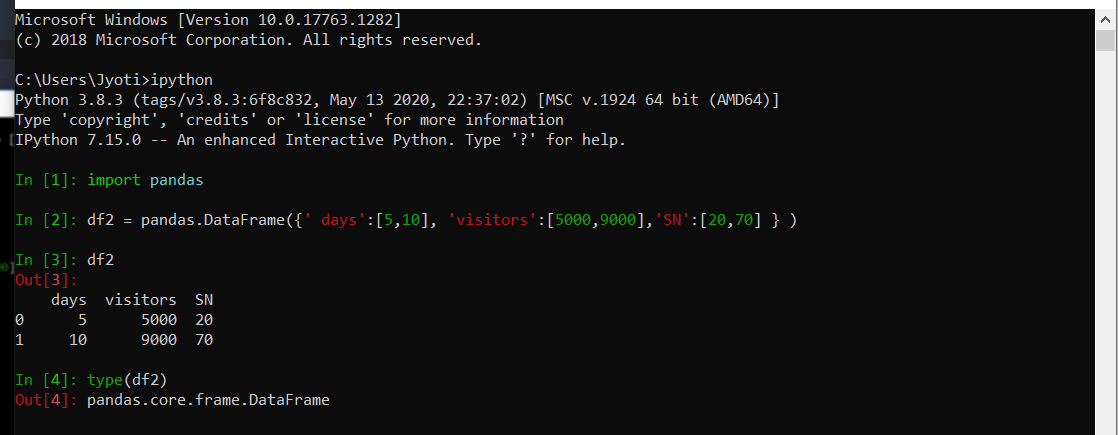 Microsoft Windows [Version 10.0.17763.1282]
(c) 2018 Microsoft Corporation. All rights reserved.
C:\Users\Jyoti>ipython
Python 3.8.3 (tags/v3.8.3:6f8c832, May 13 2020, 22:37:02) [MSC v.1924 64 bit (AMD64)]
Type 'copyright', 'credits' or 'license' for more information
IPython 7.15.0 -- An enhanced Interactive Python. Type '?' for help.
In [1]: import pandas
In [2]: df2 = pandas.DataFrame({' days':[5,10], 'visitors':[5000,9000],'SN':[20,70] } )
In [3]: df2
Out[3]:
    days  visitors  SN
0      5      5000  20
1     10      9000  70
In [4]: type(df2)
Out[4]: pandas.core.frame.DataFrame